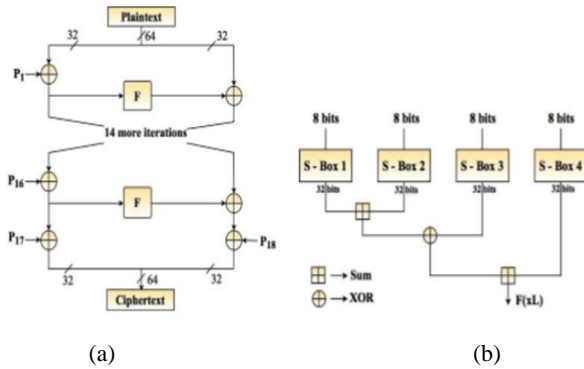 Plaintext
32
64
32
P1
F
14 more iterations
P16
F
P17
P18
32
64
32
Ciphertext
(a)
8 bits 8 bits 8 bits 8 bits
S - Box 1 S - Box 2 S - Box 3 S - Box 4
32 bits 32 bits 32 bits 32 bits
Sum
XOR
F(xL)
(b)